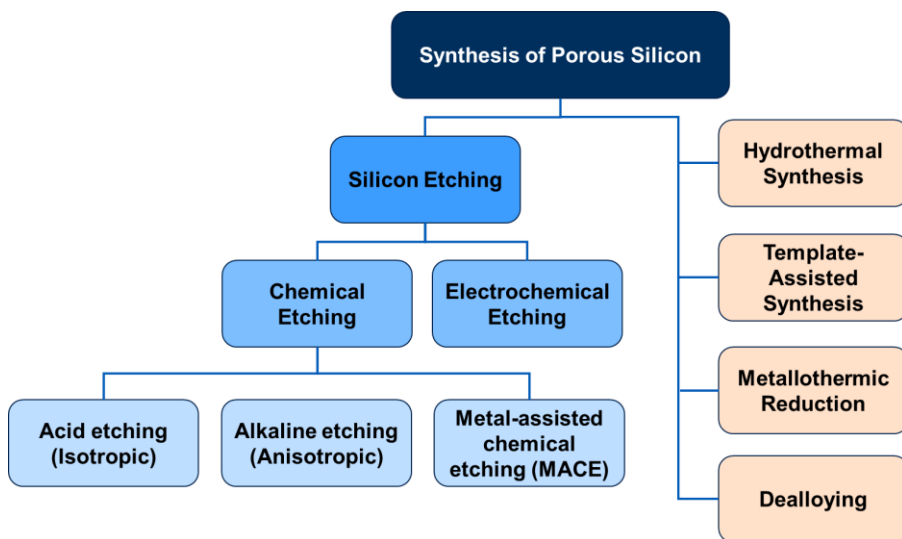 Synthesis of Porous Silicon
Silicon Etching
Chemical
Etching
Electrochemical
Etching
Acid etching
(Isotropic)
Alkaline etching
(Anisotropic)
Metal-assisted
chemical
etching (MACE)
Hydrothermal
Synthesis
Template-
Assisted
Synthesis
Metallothermic
Reduction
Dealloying